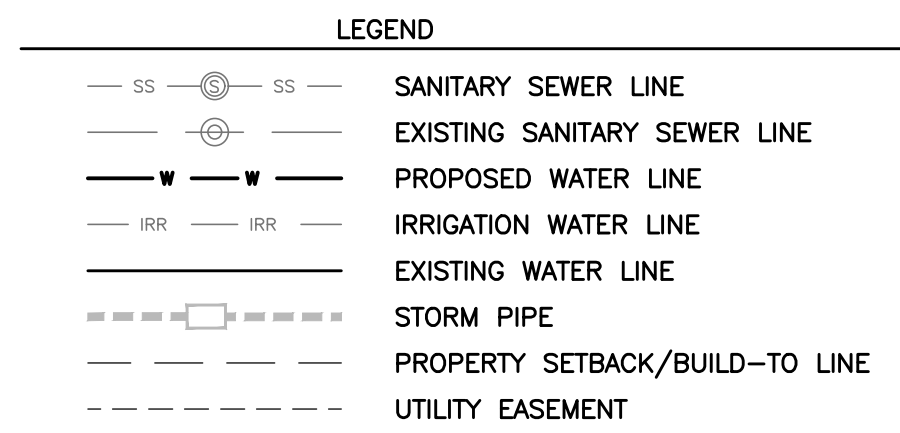 LEGEND
SS S SS SANITARY SEWER LINE
EXISTING SANITARY SEWER LINE
W W PROPOSED WATER LINE
IRR IRR IRRIGATION WATER LINE
EXISTING WATER LINE
STORM PIPE
PROPERTY SETBACK/BUILD-TO LINE
UTILITY EASEMENT